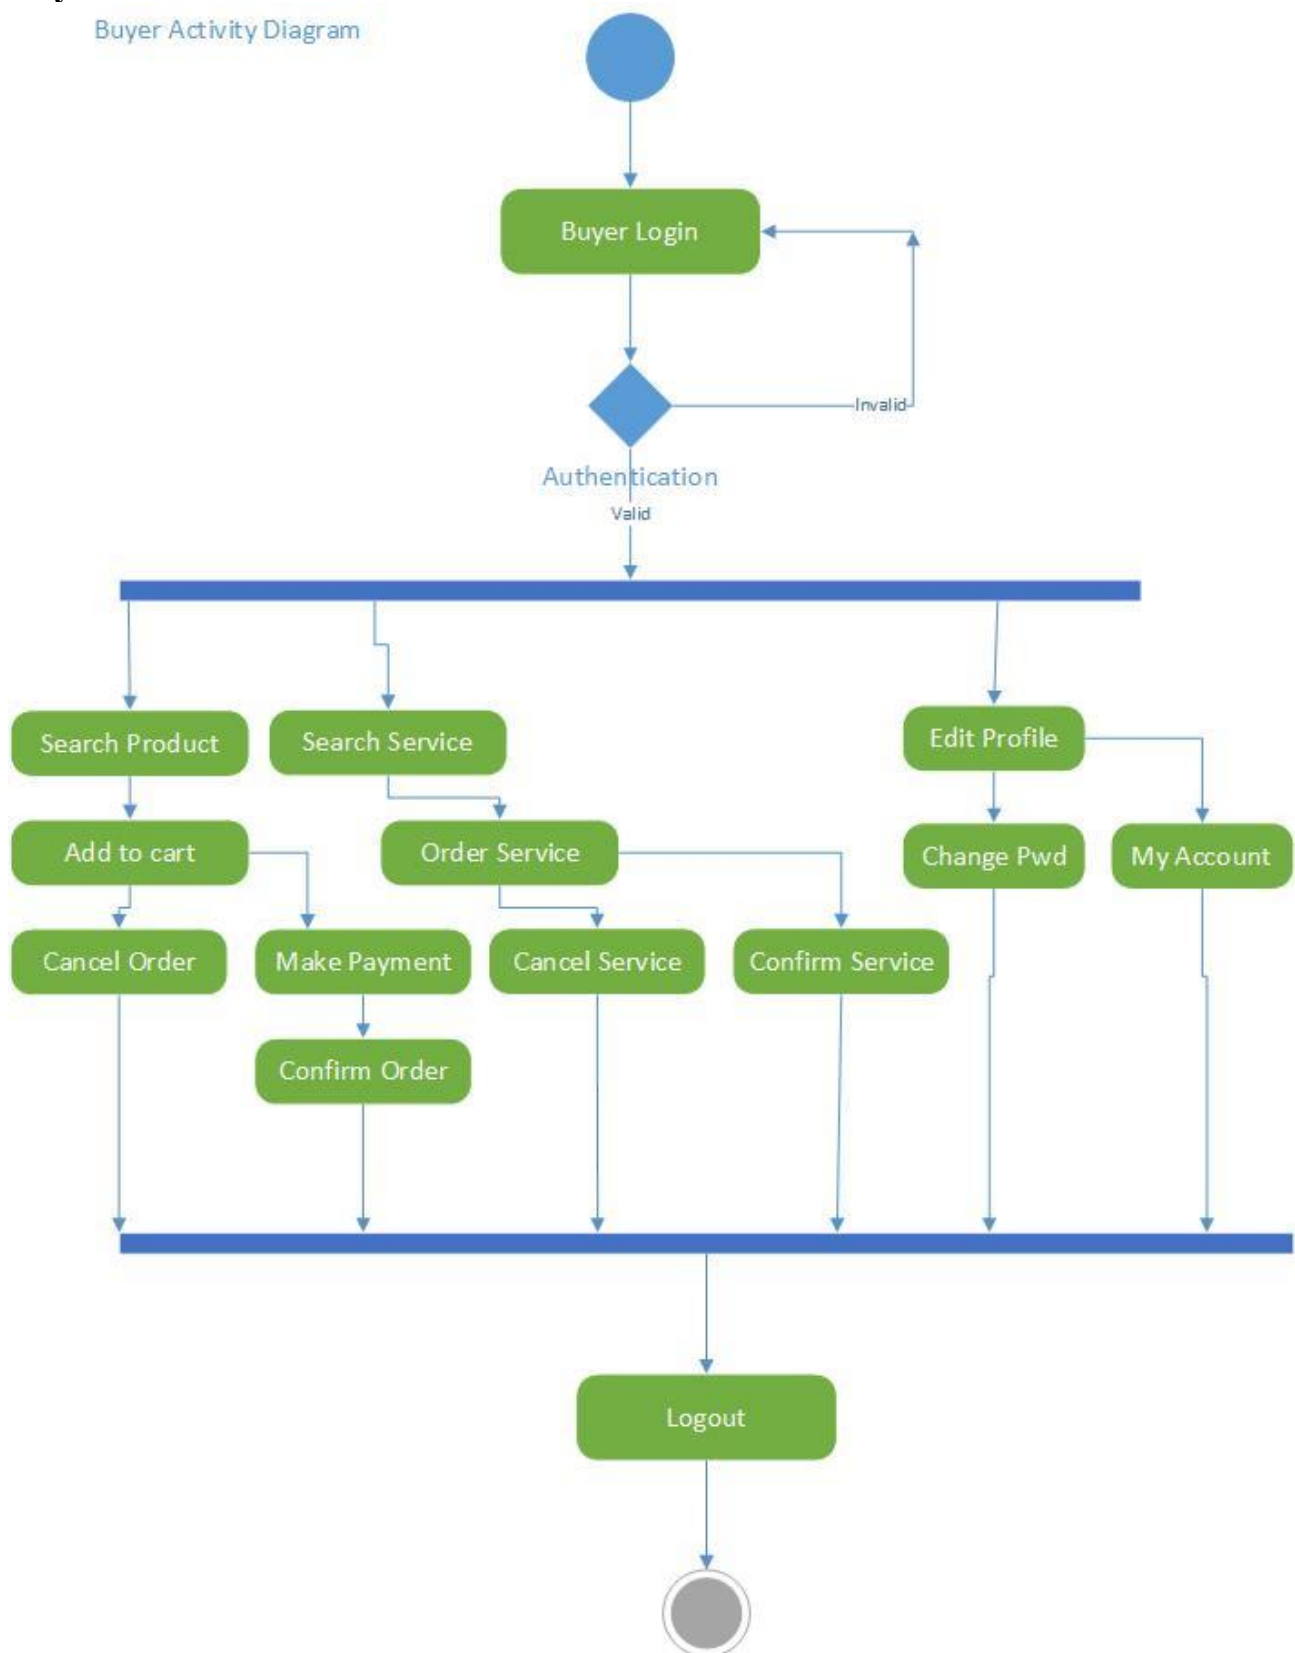 Buyer Activity Diagram
Buyer Login
Invalid
Authentication
Valid
Search Product
Search Service
Edit Profile
Add to cart
Order Service
Change Pwd
My Account
Cancel Order
Make Payment
Cancel Service
Confirm Service
Confirm Order
Logout